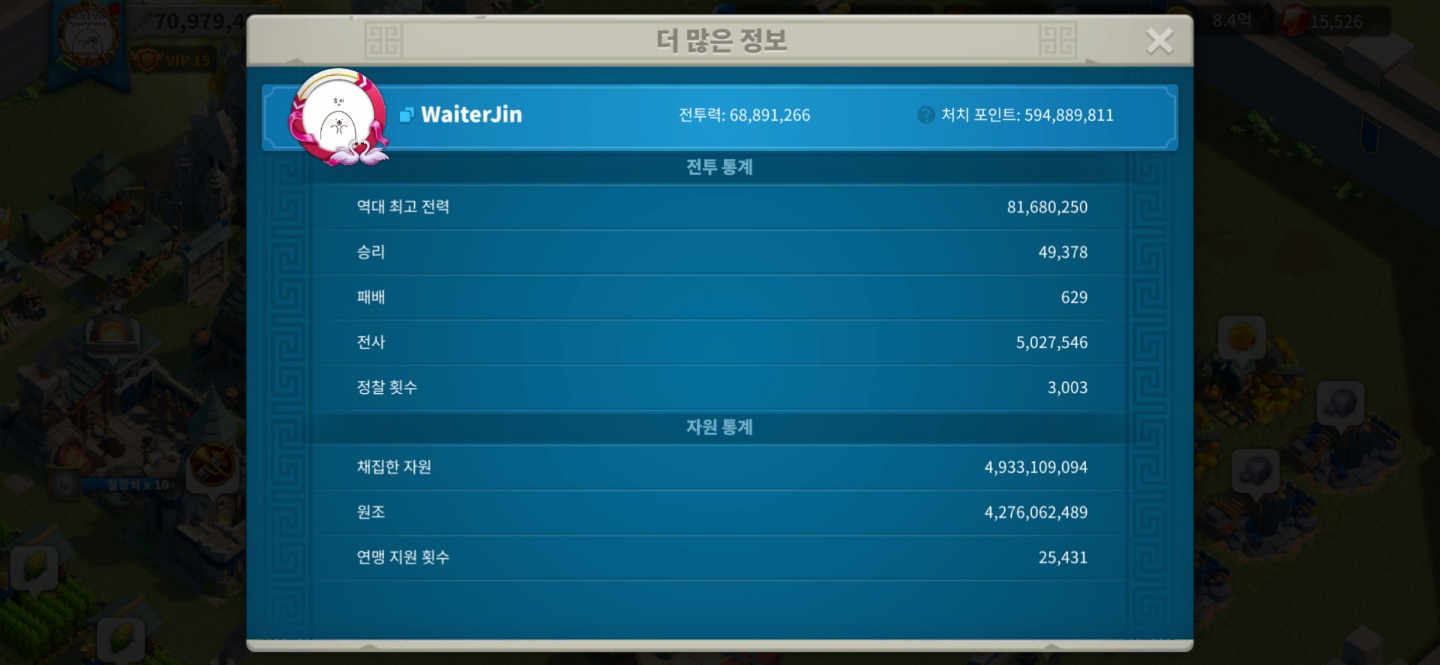 70,979,4
더 많은 정보
8.4억
15,526
VIP 15
WaiterJin
전투력: 68,891,266
? 처치 포인트: 594,889,811
전투 통계
역대 최고 전력 81,680,250
승리 49,378
패배 629
전사 5,027,546
정찰 횟수 3,003
자원 통계
채집한 자원 4,933,109,094
철광석 x 10
원조 4,276,062,489
연맹 지원 횟수 25,431